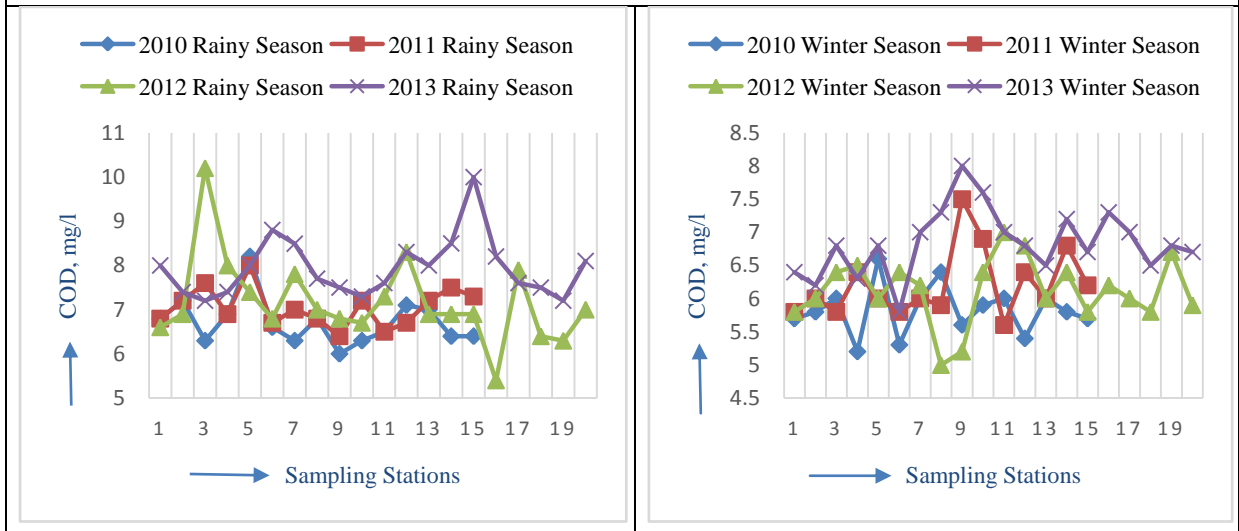 2010 Rainy Season 2011 Rainy Season
2012 Rainy Season 2013 Rainy Season
COD, mg/l
11
10
9
8
7
6
5
1 3 5 7 9 11 13 15 17 19
Sampling Stations
2010 Winter Season 2011 Winter Season
2012 Winter Season 2013 Winter Season
COD, mg/l
8.5
8
7.5
7
6.5
6
5.5
5
4.5
1 3 5 7 9 11 13 15 17 19
Sampling Stations